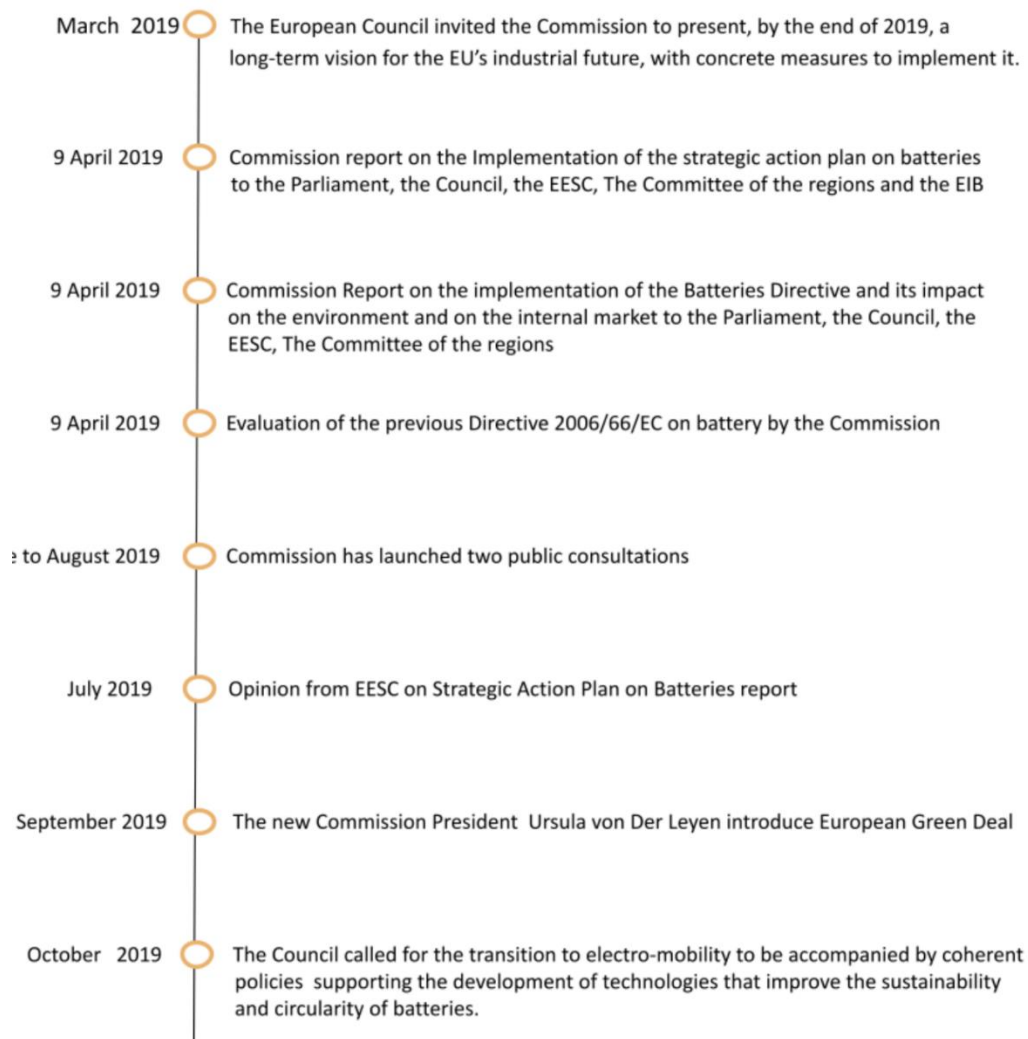 March 2019 The European Council invited the Commission to present, by the end of 2019, a
long-term vision for the EU’s industrial future, with concrete measures to implement it.
9 April 2019 Commission report on the Implementation of the strategic action plan on batteries
to the Parliament, the Council, the EESC, The Committee of the regions and the EIB
9 April 2019 Commission Report on the implementation of the Batteries Directive and its impact
on the environment and on the internal market to the Parliament, the Council, the
EESC, The Committee of the regions
9 April 2019 Evaluation of the previous Directive 2006/66/EC on battery by the Commission
to August 2019 Commission has launched two public consultations
July 2019 Opinion from EESC on Strategic Action Plan on Batteries report
September 2019 The new Commission President Ursula von Der Leyen introduce European Green Deal
October 2019 The Council called for the transition to electro-mobility to be accompanied by coherent
policies supporting the development of technologies that improve the sustainability
and circularity of batteries.